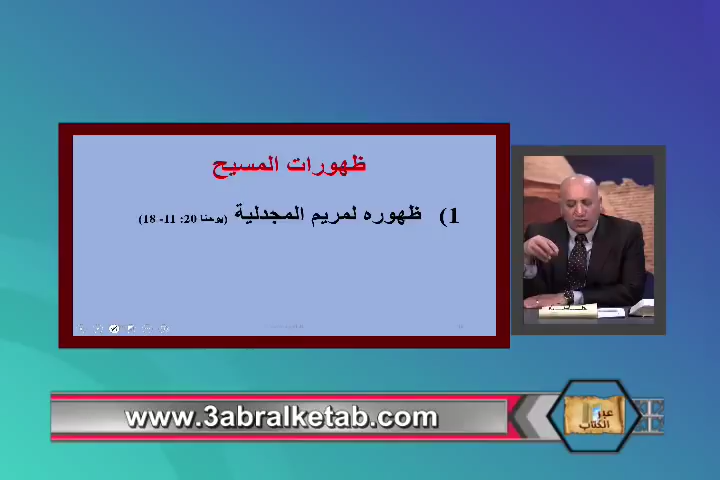 ظهورات المسيح
1) ظهوره لمريم المجدلية (يوحنا 20: 11- 18)
www.3abralketab.com
عبر الكتاب